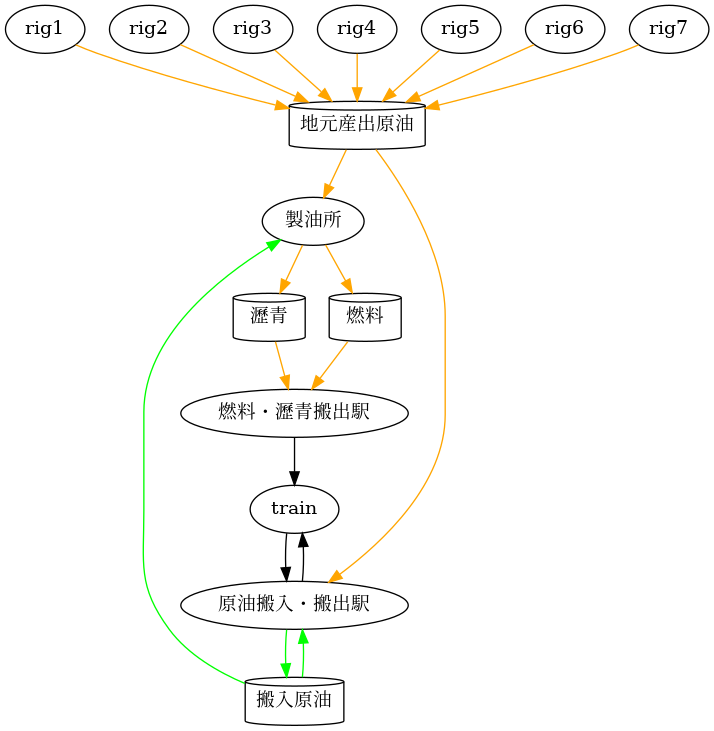 rig1
rig2
rig3
rig4
rig5
rig6
rig7
地元産出原油
製油所
瀝青
燃料
燃料・瀝青搬出駅
train
原油搬入・搬出駅
搬入原油